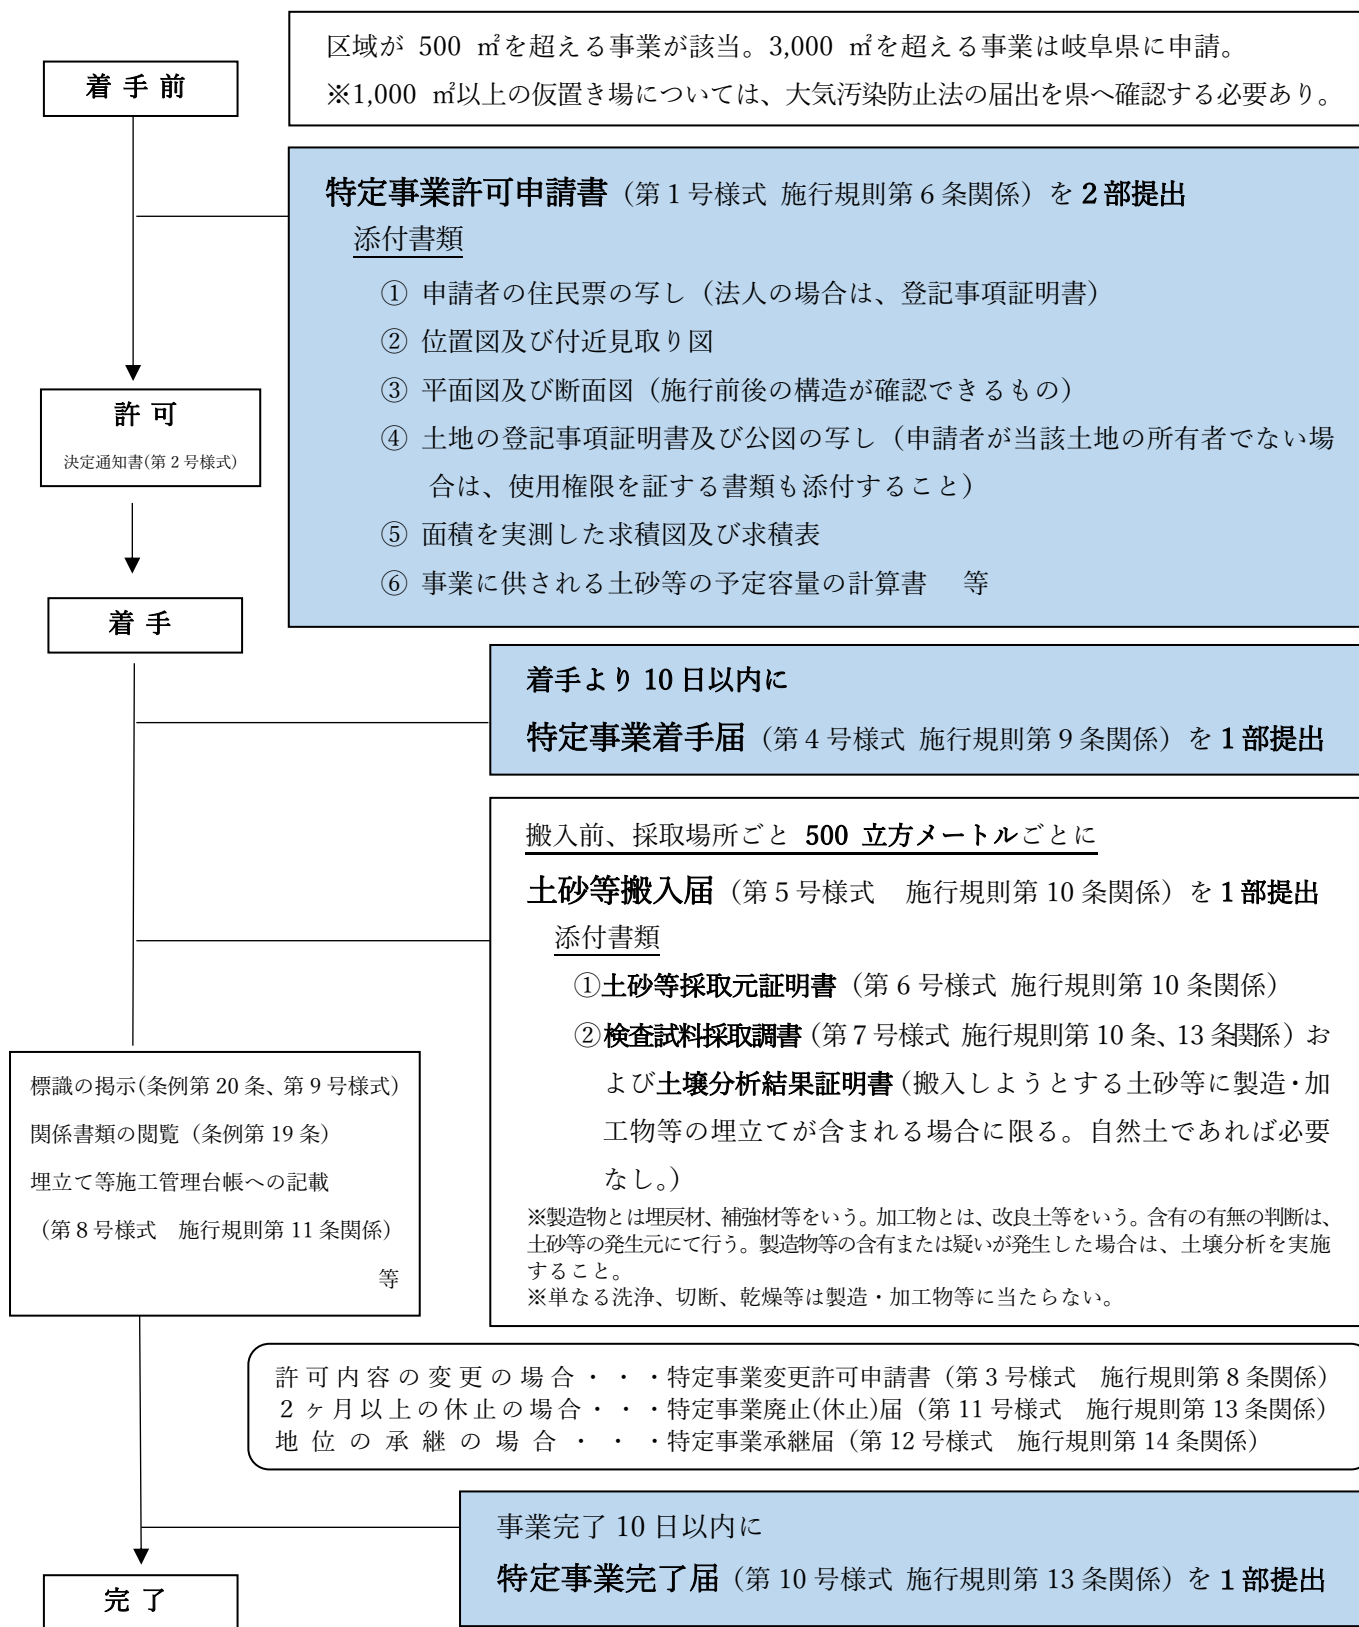 区域が 500 ㎡を超える事業が該当。3,000 ㎡を超える事業は岐阜県に申請。
※1,000 ㎡以上の仮置き場については、大気汚染防止法の届出を県へ確認する必要あり。
着 手 前
特定事業許可申請書（第１号様式 施行規則第６条関係）を２部提出
添付書類
① 申請者の住民票の写し（法人の場合は、登記事項証明書）
② 位置図及び付近見取り図
③ 平面図及び断面図（施行前後の構造が確認できるもの）
④ 土地の登記事項証明書及び公図の写し（申請者が当該土地の所有者でない場
合は、使用権限を証する書類も添付すること）
⑤ 面積を実測した求積図及び求積表
⑥ 事業に供される土砂等の予定容量の計算書　等
許 可
決定通知書(第２号様式)
着 手
着手より 10 日以内に
特定事業着手届（第４号様式 施行規則第９条関係）を１部提出
搬入前、採取場所ごと 500 立方メートルごとに
土砂等搬入届（第５号様式　施行規則第 10 条関係）を１部提出
添付書類
①土砂等採取元証明書（第６号様式 施行規則第 10 条関係）
②検査試料採取調書（第７号様式 施行規則第 10 条、13 条関係）お
よび土壌分析結果証明書（搬入しようとする土砂等に製造・加
工物等の埋立てが含まれる場合に限る。自然土であれば必要
なし。）
※製造物とは埋戻材、補強材等をいう。加工物とは、改良土等をいう。含有の有無の判断は、
土砂等の発生元にて行う。製造物等の含有または疑いが発生した場合は、土壌分析を実施
すること。
※単なる洗浄、切断、乾燥等は製造・加工物等に当たらない。
標識の掲示(条例第 20 条、第９号様式)
関係書類の閲覧（条例第 19 条）
埋立て等施工管理台帳への記載
（第８号様式　施行規則第 11 条関係）
等
許可内容の変更の場合・・・特定事業変更許可申請書（第３号様式　施行規則第８条関係）
２ヶ月以上の休止の場合・・・特定事業廃止(休止)届（第 11 号様式　施行規則第 13 条関係）
地位の承継の場合・・・特定事業承継届（第 12 号様式　施行規則第 14 条関係）
事業完了 10 日以内に
特定事業完了届（第 10 号様式 施行規則第 13 条関係）を１部提出
完 了